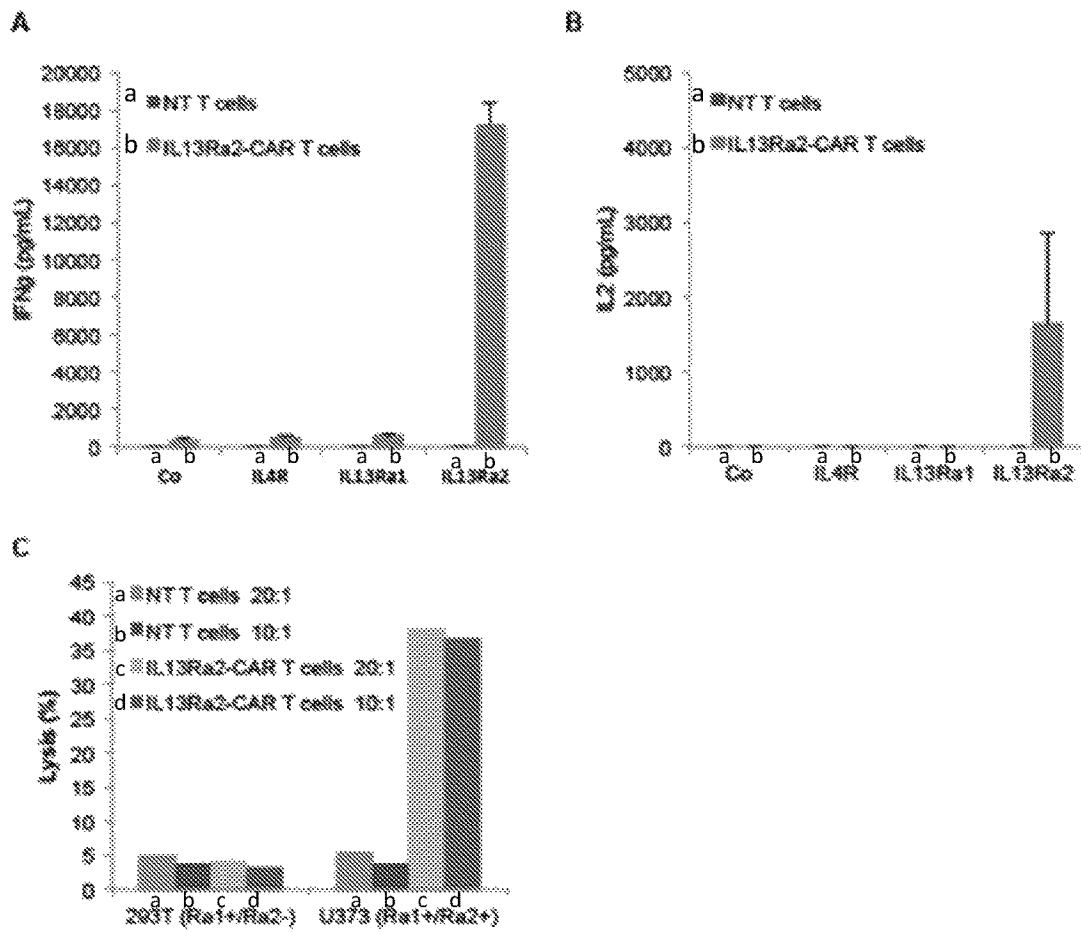 A
20000
18000
16000
14000
12000
10000
8000
6000
4000
2000
0
IFNg (pg/mL)
a NT T cells
b IL13Ra2-CAR T cells
a b a b a b a b
Co IL4R IL13Ra1 IL13Ra2
B
5000
4000
3000
2000
1000
0
IL2 (pg/mL)
a NT T cells
b IL13Ra2-CAR T cells
a b a b a b a b
Co IL4R IL13Ra1 IL13Ra2
C
45
40
35
30
25
20
15
10
5
0
Lysis (%)
a NT T cells 20:1
b NT T cells 10:1
c IL13Ra2-CAR T cells 20:1
d IL13Ra2-CAR T cells 10:1
a b c d a b c d
293T (Ra1+/Ra2-) U373 (Ra1+/Ra2+)